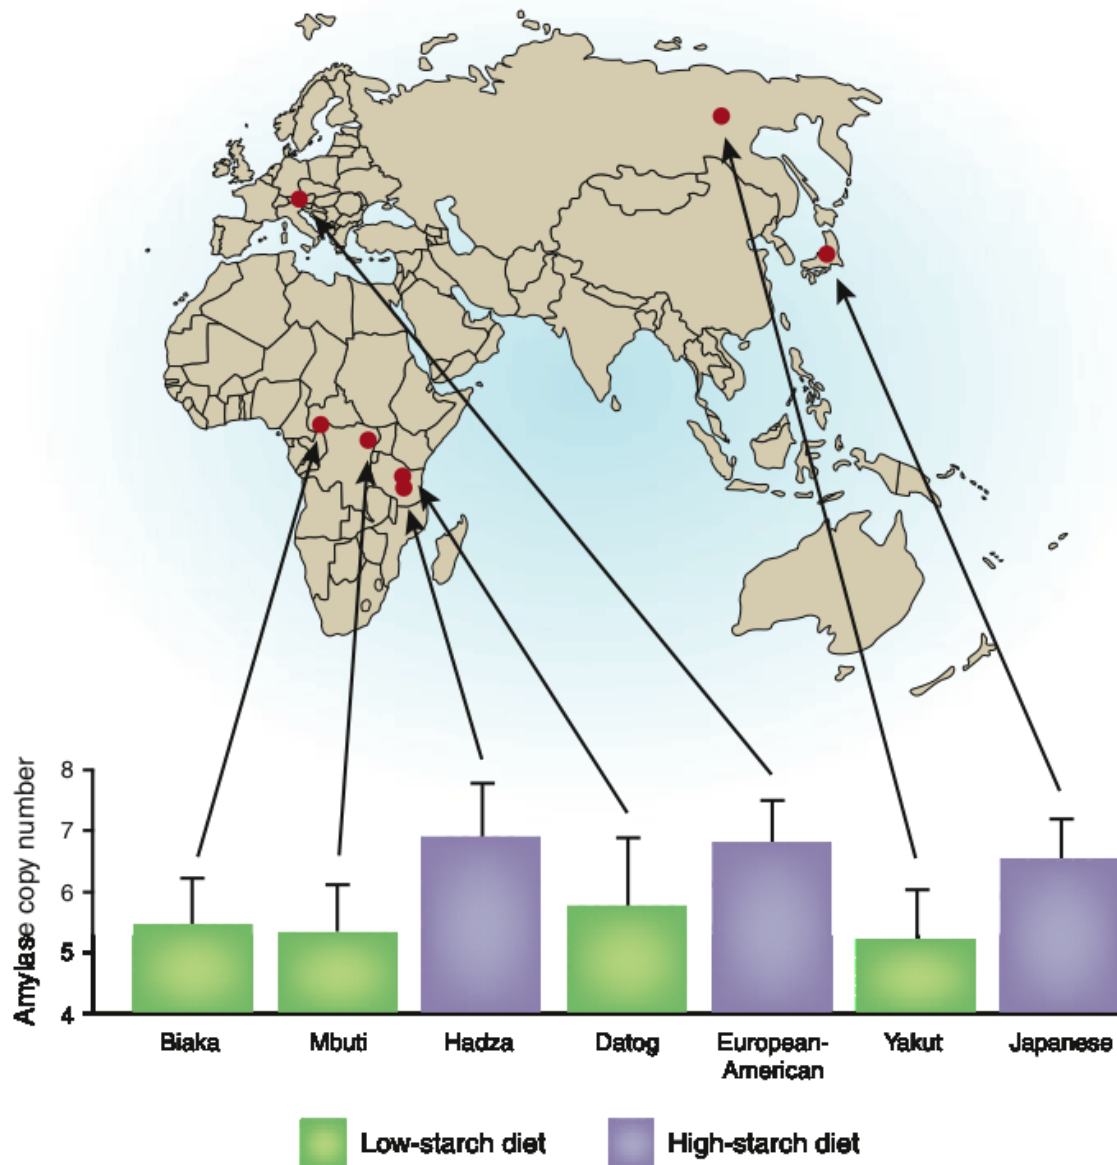 8
7
6
5
4
Amylase copy number
Biaka
Mbuti
Hadza
Datog
European-
American
Yakut
Japanese
Low-starch diet
High-starch diet